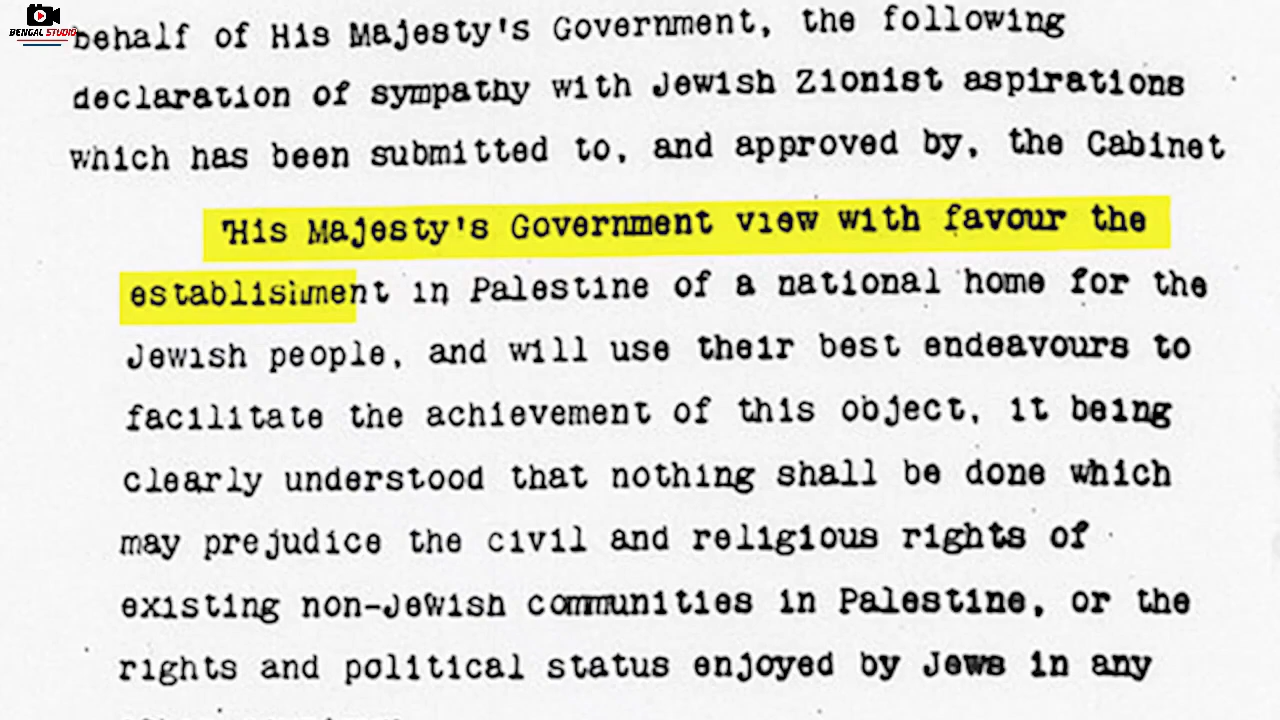 BENGAL STUDIO
behalf of His Majesty's Government, the following
declaration of sympathy with Jewish Zionist aspirations
which has been submitted to, and approved by, the Cabinet
"His Majesty's Government view with favour the
establishment in Palestine of a national home for the
Jewish people, and will use their best endeavours to
facilitate the achievement of this object, it being
clearly understood that nothing shall be done which
may prejudice the civil and religious rights of
existing non-Jewish communities in Palestine, or the
rights and political status enjoyed by Jews in any